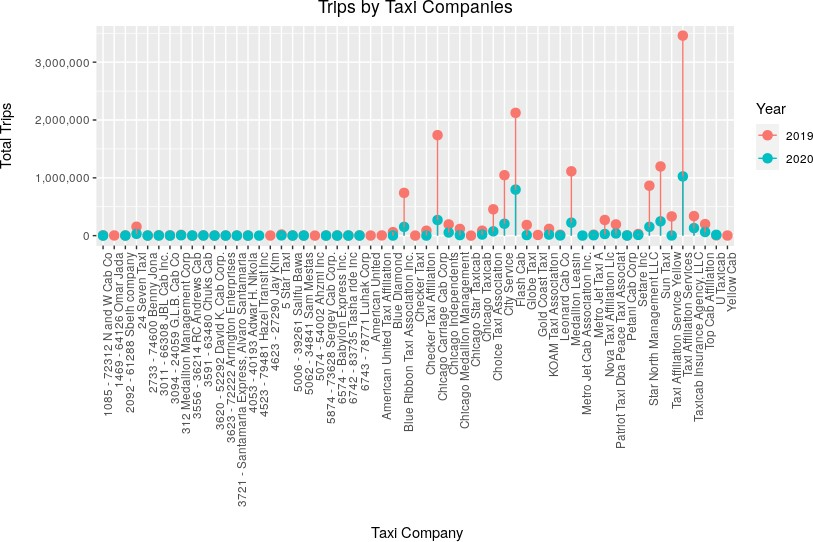 Trips by Taxi Companies
Total Trips
3,000,000
2,000,000
1,000,000
0
1085 - 72312 N and W Cab Co
1469 - 64126 Omar Jada
2092 - 61288 Sbeih company
24 Seven Taxi
2733 - 74600 Benny Jona
3011 - 66308 JBL Cab Inc.
3094 - 24059 G.L.B. Cab Co
312 Medallion Management Corp
3556 - 36214 RC Andrews Cab
3591 - 63480 Chuks Cab
3620 - 52292 David K. Cab Corp.
3623 - 72222 Arrington Enterprises
3721 - Santamaria Express, Alvaro Santamaria
4053 - 40193 Adwar H. Nikola
4523 - 79481 Hazel Transit Inc
4623 - 27290 Jay Kim
5 Star Taxi
5006 - 39261 Salifu Bawa
5062 - 34841 Sam Mestas
5074 - 54002 Ahzmi Inc
5874 - 73628 Sergey Cab Corp.
6574 - Babylon Express Inc.
6742 - 83735 Tasha ride Inc
6743 - 78771 Luhak Corp
American United
American United Taxi Affiliation
Blue Diamond
Blue Ribbon Taxi Association Inc.
Checker Taxi
Checker Taxi Affiliation
Chicago Carriage Cab Corp
Chicago Independents
Chicago Medallion Management
Chicago Star Taxicab
Chicago Taxicab
Choice Taxi Association
City Service
Flash Cab
Globe Taxi
Gold Coast Taxi
KOAM Taxi Association
Leonard Cab Co
Medallion Leasin
Metro Jet Cab Association Inc.
Metro Jet Taxi A
Nova Taxi Affiliation Llc
Patriot Taxi Dba Peace Taxi Associat
Petani Cab Corp
Setare Inc
Star North Management LLC
Sun Taxi
Taxi Affiliation Service Yellow
Taxi Affiliation Services
Taxicab Insurance Agency, LLC
Top Cab Affiliation
U Taxicab
Yellow Cab
Taxi Company
Year
2019
2020